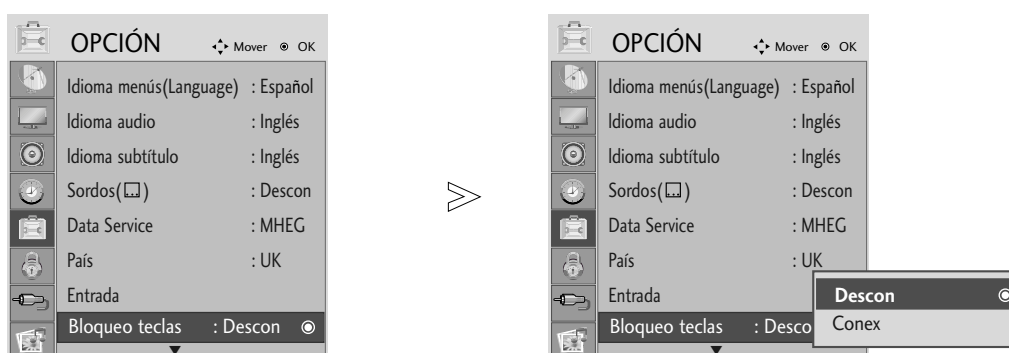 OPCIÓN Mover OK
Idioma menús(Language) : Español
Idioma audio : Inglés
Idioma subtítulo : Inglés
Sordos( ) : Descon
Data Service : MHEG
País : UK
Entrada
Bloqueo teclas : Descon
OPCIÓN Mover OK
Idioma menús(Language) : Español
Idioma audio : Inglés
Idioma subtítulo : Inglés
Sordos( ) : Descon
Data Service : MHEG
País : UK
Entrada
Bloqueo teclas : Desco
Descon
Conex